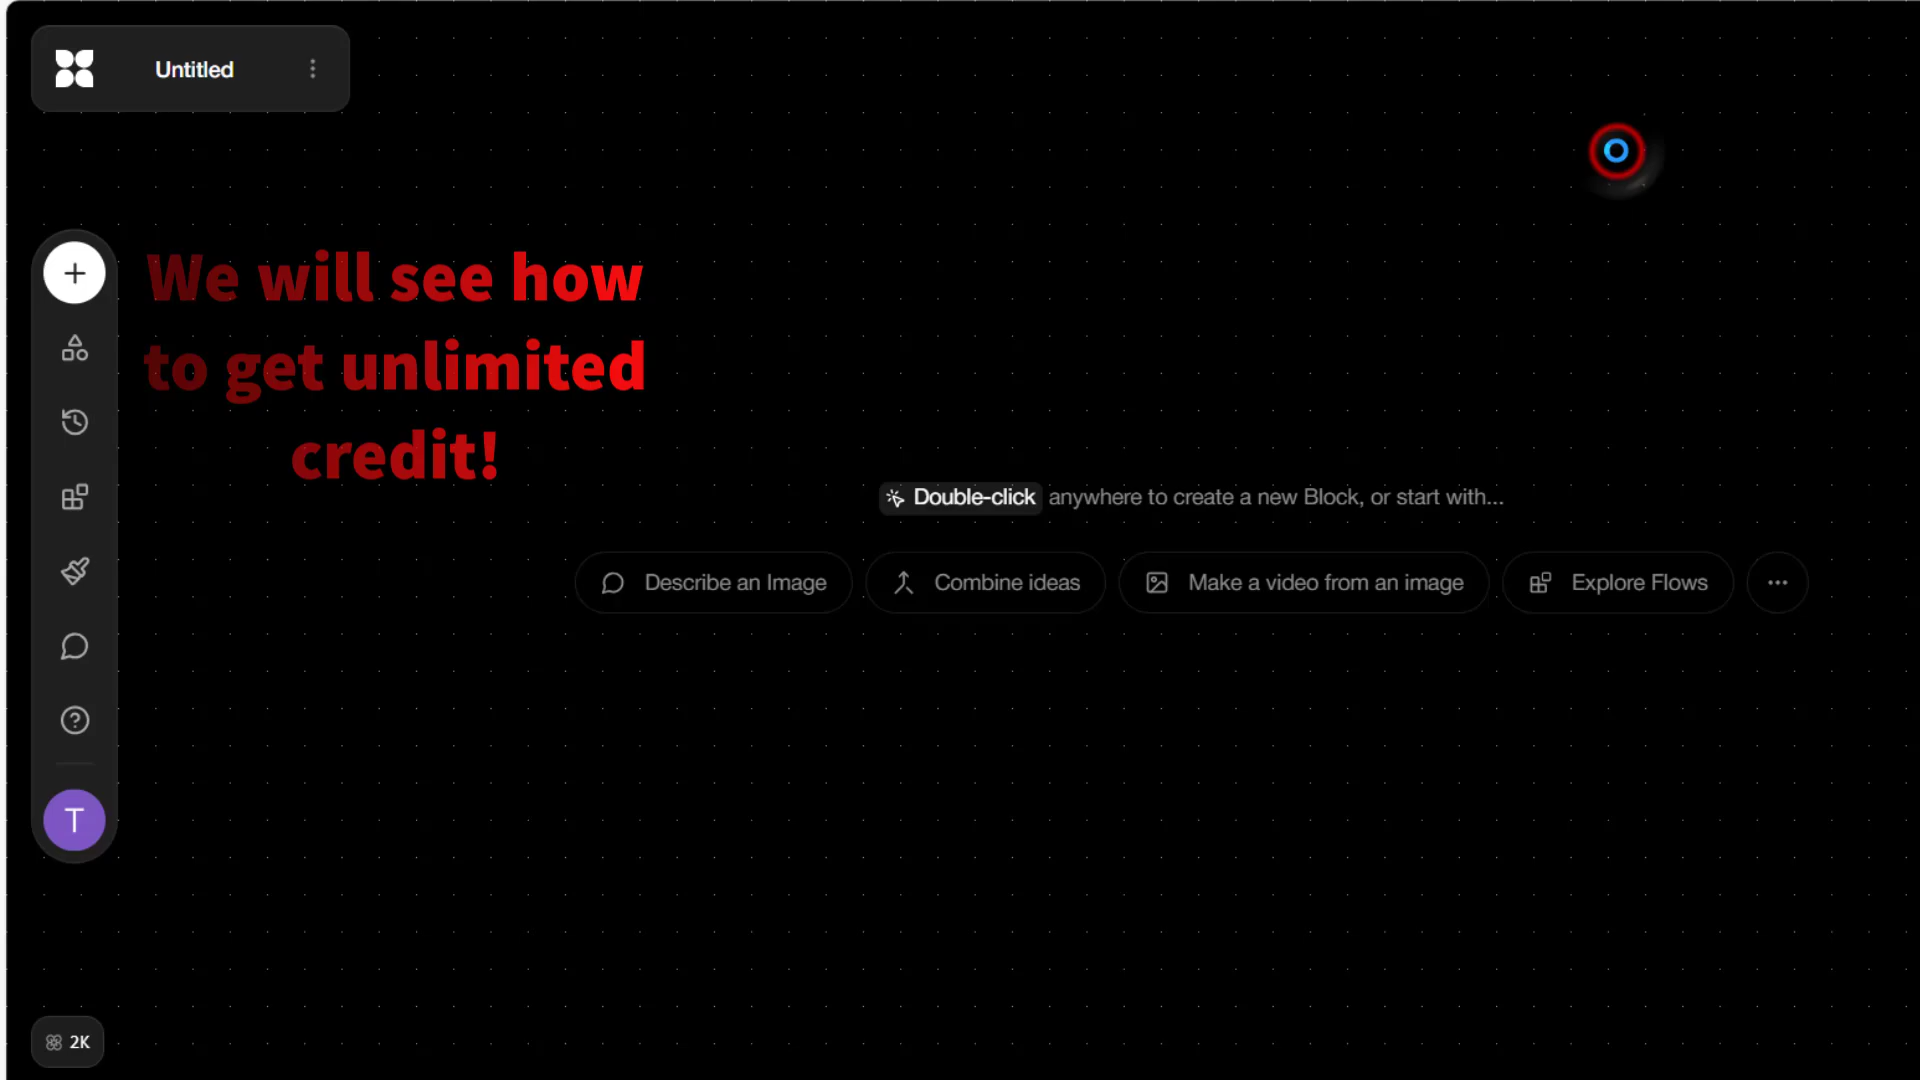 Untitled
We will see how
to get unlimited
credit!
Double-click anywhere to create a new Block, or start with...
Describe an Image
Combine ideas
Make a video from an image
Explore Flows
T
2K